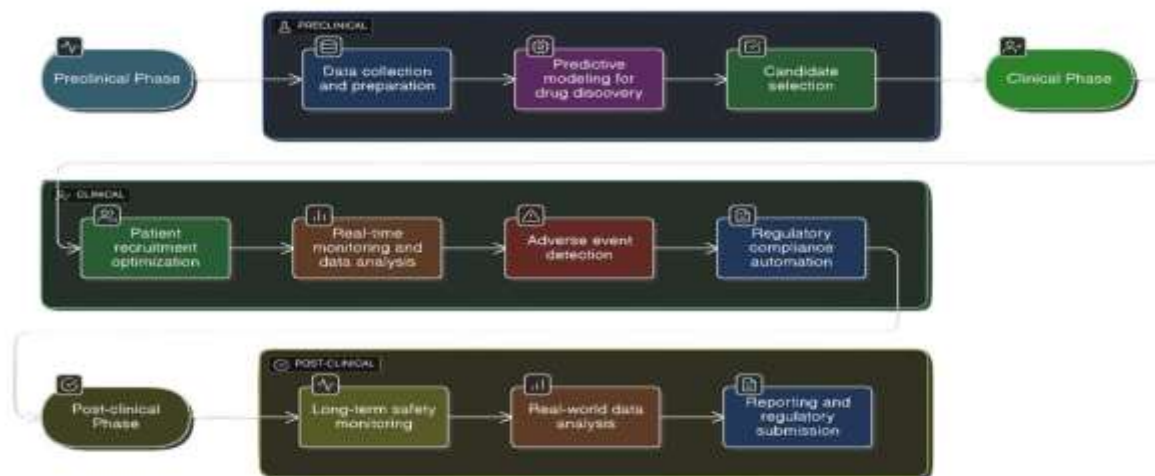 PRECLINICAL
Preclinical Phase
Data collection
and preparation
Predictive
modeling for
drug discovery
Candidate
selection
Clinical Phase
CLINICAL
Patient
recruitment
optimization
Real-time
monitoring and
data analysis
Adverse event
detection
Regulatory
compliance
automation
POST-CLINICAL
Post-clinical
Phase
Long-term safety
monitoring
Real-world data
analysis
Reporting and
regulatory
submission